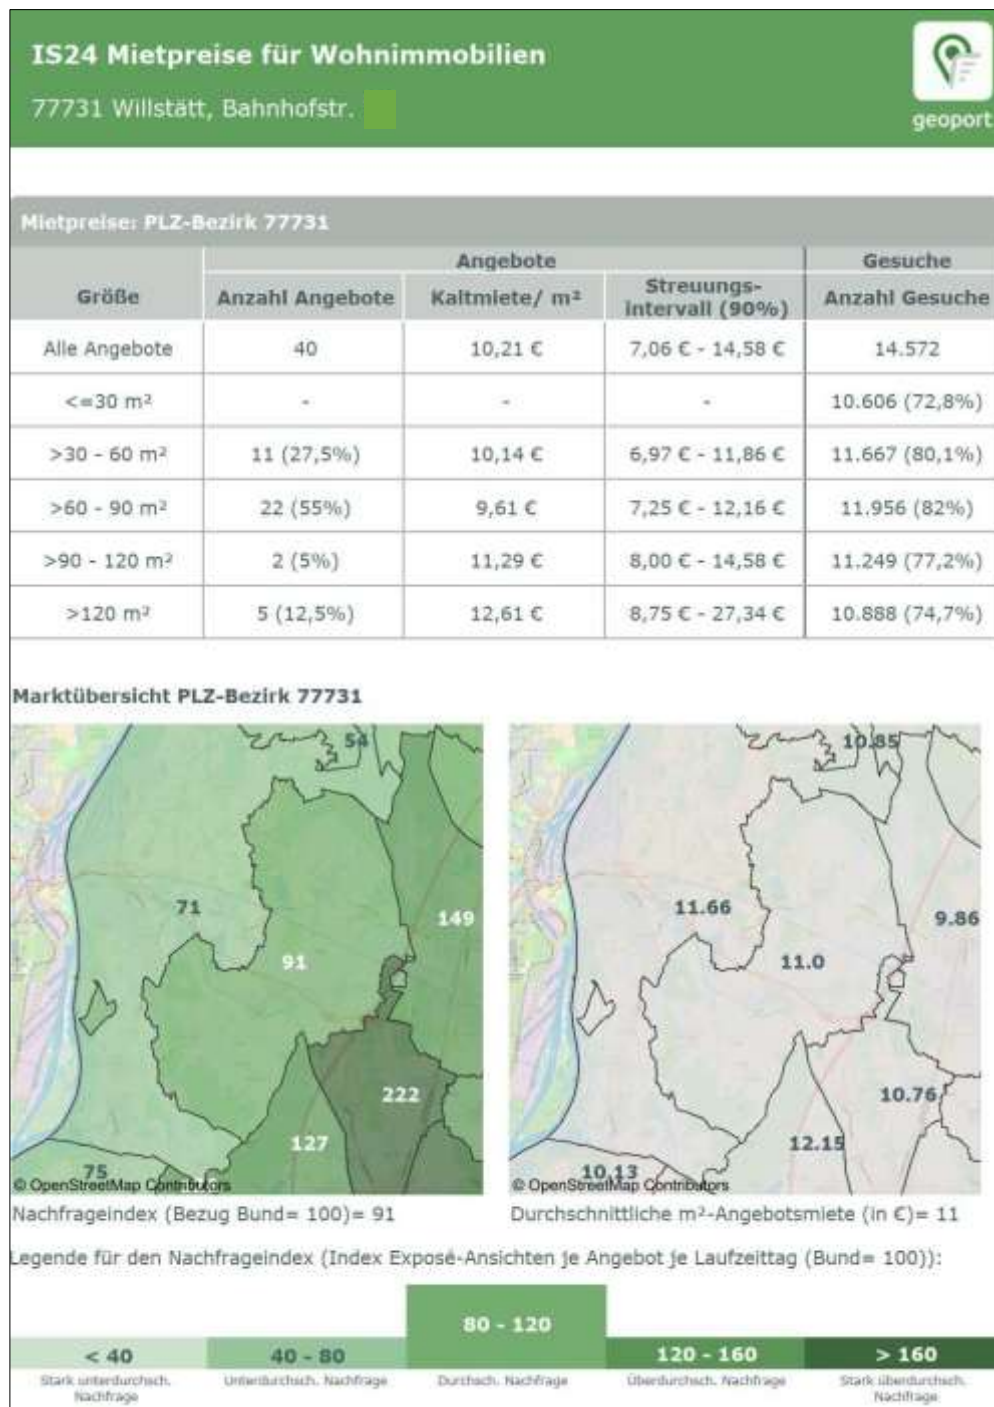 IS24 Mietpreise für Wohnimmobilien
77731 Willstätt, Bahnhofstr.
geoport
Mietpreise: PLZ-Bezirk 77731
Angebote Gesuche
Größe Anzahl Angebote Kaltmiete/ m² Streuungs-intervall (90%) Anzahl Gesuche
Alle Angebote 40 10,21 € 7,06 € - 14,58 € 14.572
<=30 m² - - - 10.606 (72,8%)
>30 - 60 m² 11 (27,5%) 10,14 € 6,97 € - 11,86 € 11.667 (80,1%)
>60 - 90 m² 22 (55%) 9,61 € 7,25 € - 12,16 € 11.956 (82%)
>90 - 120 m² 2 (5%) 11,29 € 8,00 € - 14,58 € 11.249 (77,2%)
>120 m² 5 (12,5%) 12,61 € 8,75 € - 27,34 € 10.888 (74,7%)
Marktübersicht PLZ-Bezirk 77731
54
71
149
91
222
127
75
© OpenStreetMap Contributors
10.85
11.66
9.86
11.0
10.76
12.15
10.13
© OpenStreetMap Contributors
Nachfrageindex (Bezug Bund= 100)= 91
Durchschnittliche m²-Angebotsmiete (in €)= 11
Legende für den Nachfrageindex (Index Exposé-Ansichten je Angebot je Laufzeittag (Bund= 100)):
< 40 40 - 80 80 - 120 120 - 160 > 160
Stark unterdurchsch. Nachfrage
Unterdurchsch. Nachfrage
Durchsch. Nachfrage
Überdurchsch. Nachfrage
Stark überdurchsch. Nachfrage